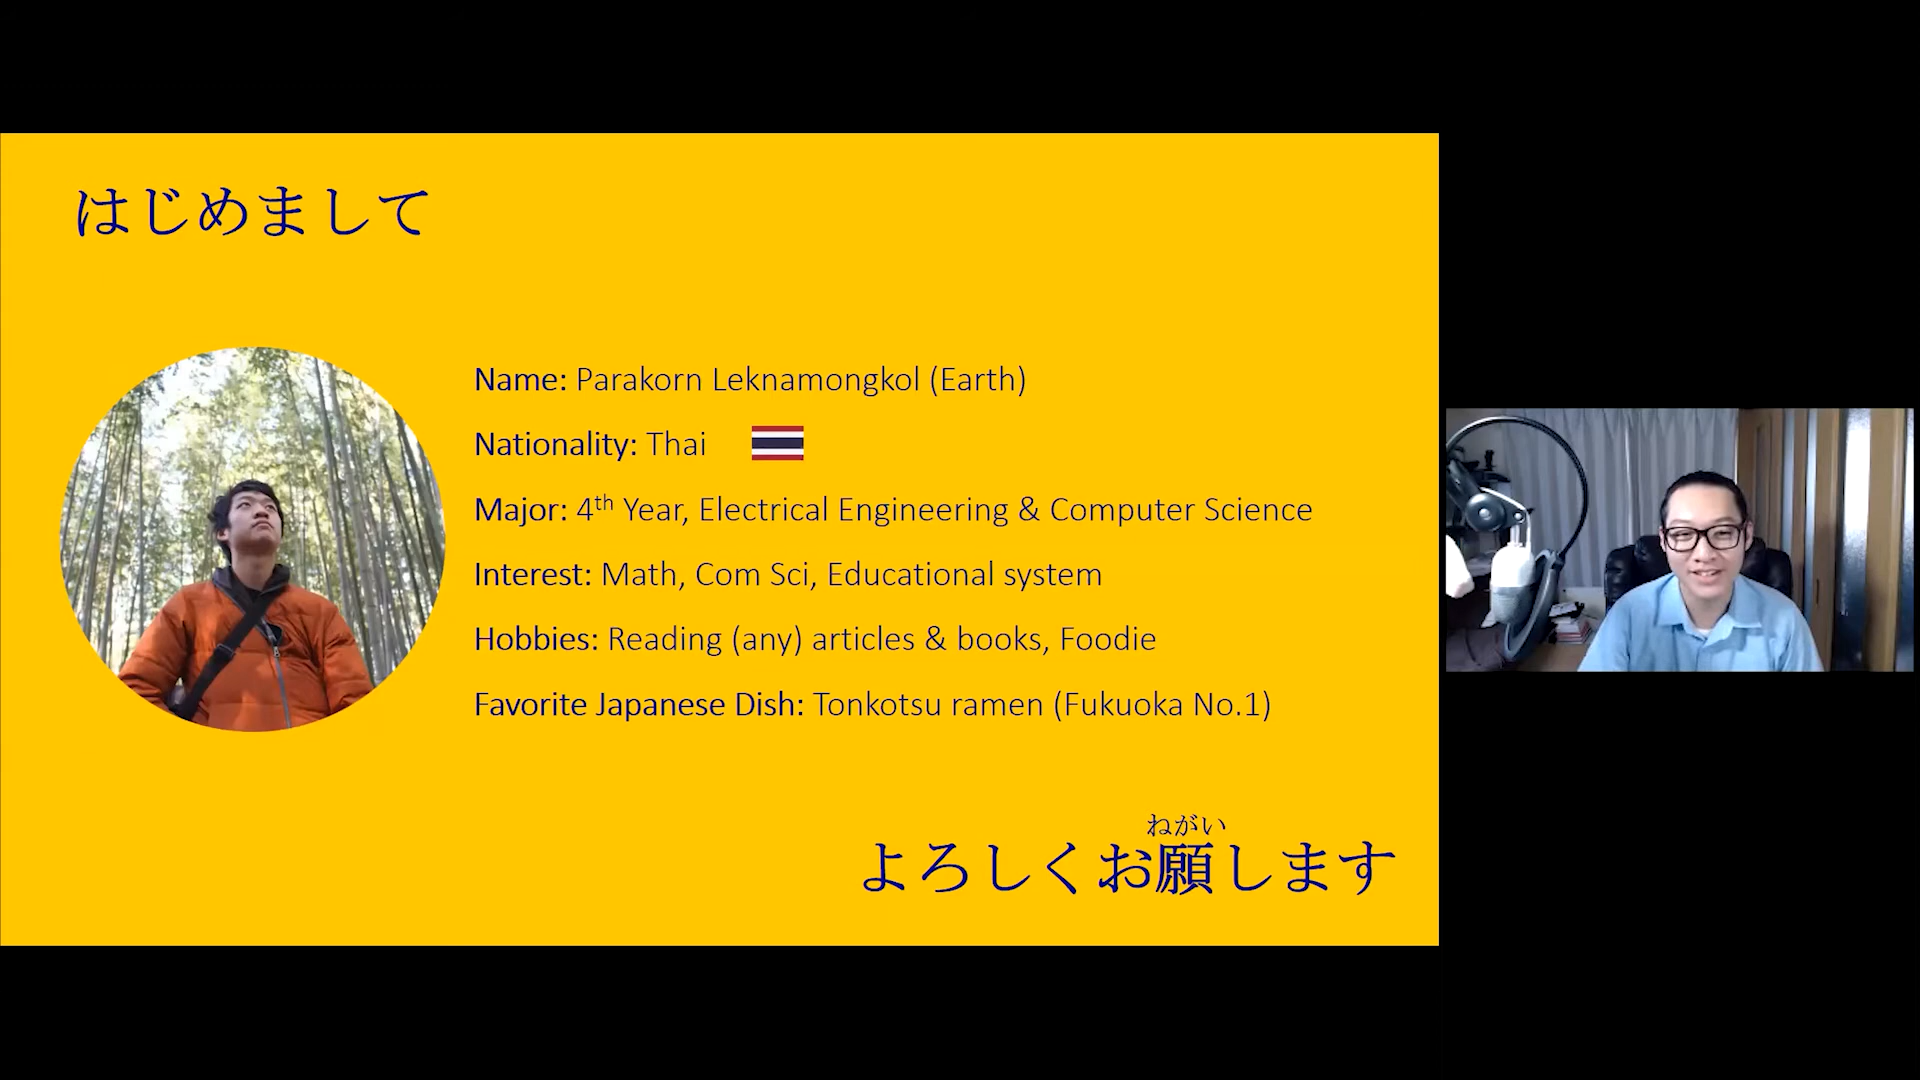 はじめまして
Name: Parakorn Leknamongkol (Earth)
Nationality: Thai
Major: 4th Year, Electrical Engineering & Computer Science
Interest: Math, Com Sci, Educational system
Hobbies: Reading (any) articles & books, Foodie
Favorite Japanese Dish: Tonkotsu ramen (Fukuoka No.1)
ねがい
よろしくお願します